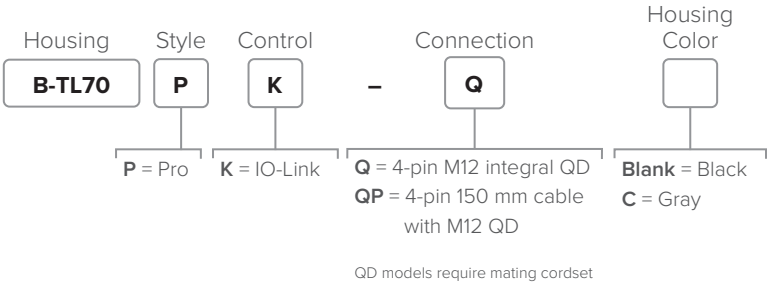 Housing Style Control Connection Housing Color
B-TL70 P K – Q
P = Pro
K = IO-Link
Q = 4-pin M12 integral QD
QP = 4-pin 150 mm cable
with M12 QD
Blank = Black
C = Gray
QD models require mating cordset